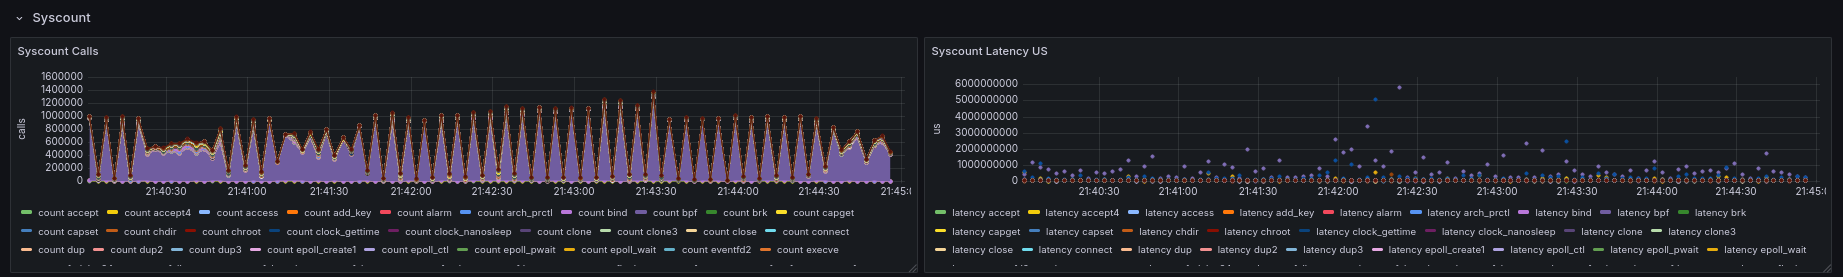 Syscount
Syscount Calls
1600000
1400000
1200000
1000000
800000
600000
400000
200000
0
calls
21:40:30 21:41:00 21:41:30 21:42:00 21:42:30 21:43:00 21:43:30 21:44:00 21:44:30 21:45:
count accept count accept4 count access count add_key count alarm count arch_prctl count bind count bpf count brk count capget
count capset count chdir count chroot count clock_gettime count clock_nanosleep count clone count clone3 count close count connect
count dup count dup2 count dup3 count epoll_create1 count epoll_ctl count epoll_pwait count epoll_wait count eventfd2 count execve
Syscount Latency US
6000000000
5000000000
4000000000
3000000000
2000000000
1000000000
0
us
21:40:30 21:41:00 21:41:30 21:42:00 21:42:30 21:43:00 21:43:30 21:44:00 21:44:30 21:45:
latency accept latency accept4 latency access latency add_key latency alarm latency arch_prctl latency bind latency bpf latency brk
latency capget latency capset latency chdir latency chroot latency clock_gettime latency clock_nanosleep latency clone latency clone3
latency close latency connect latency dup latency dup2 latency dup3 latency epoll_create1 latency epoll_ctl latency epoll_pwait latency epoll_wait